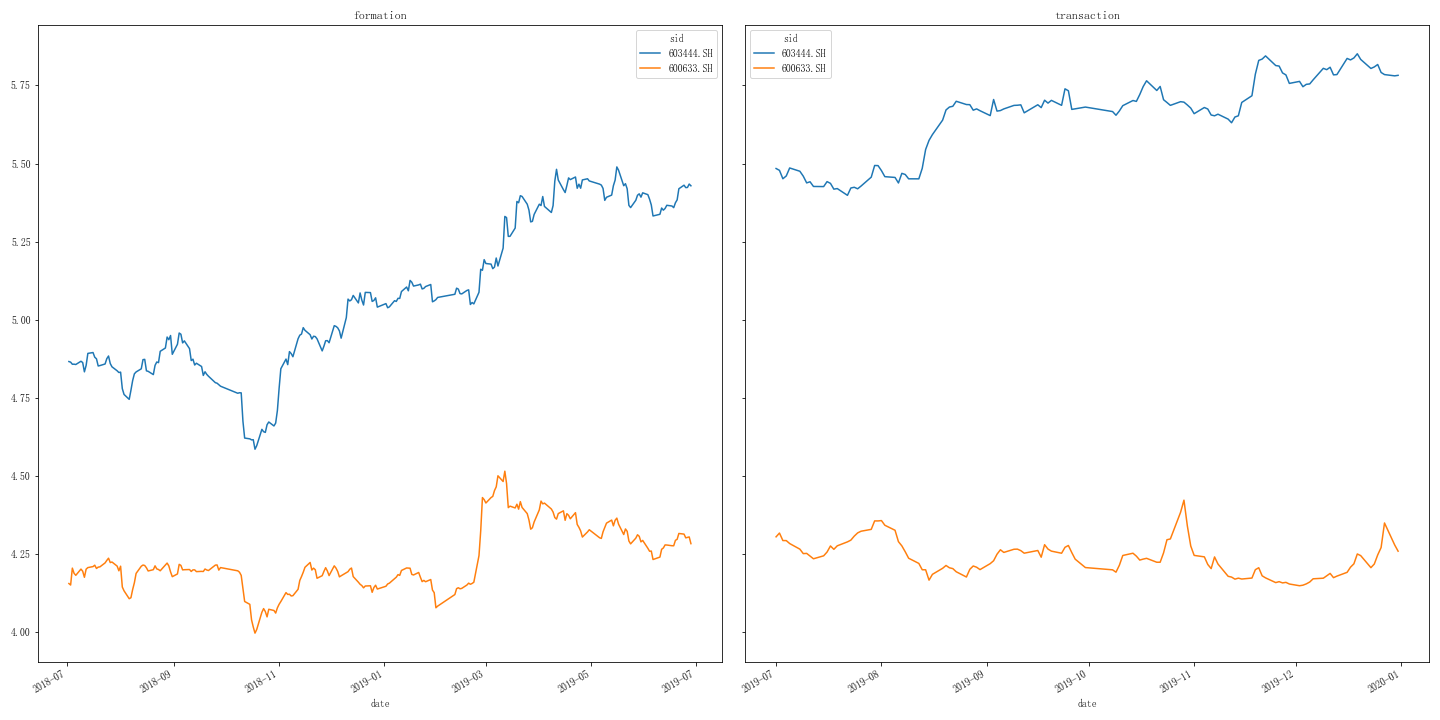 formation
sid
603444.SH
600633.SH
5.75
5.50
5.25
5.00
4.75
4.50
4.25
4.00
2018-07
2018-09
2018-11
2019-01
2019-03
2019-05
2019-07
date
transaction
sid
603444.SH
600633.SH
2019-07
2019-08
2019-09
2019-10
2019-11
2019-12
2020-01
date